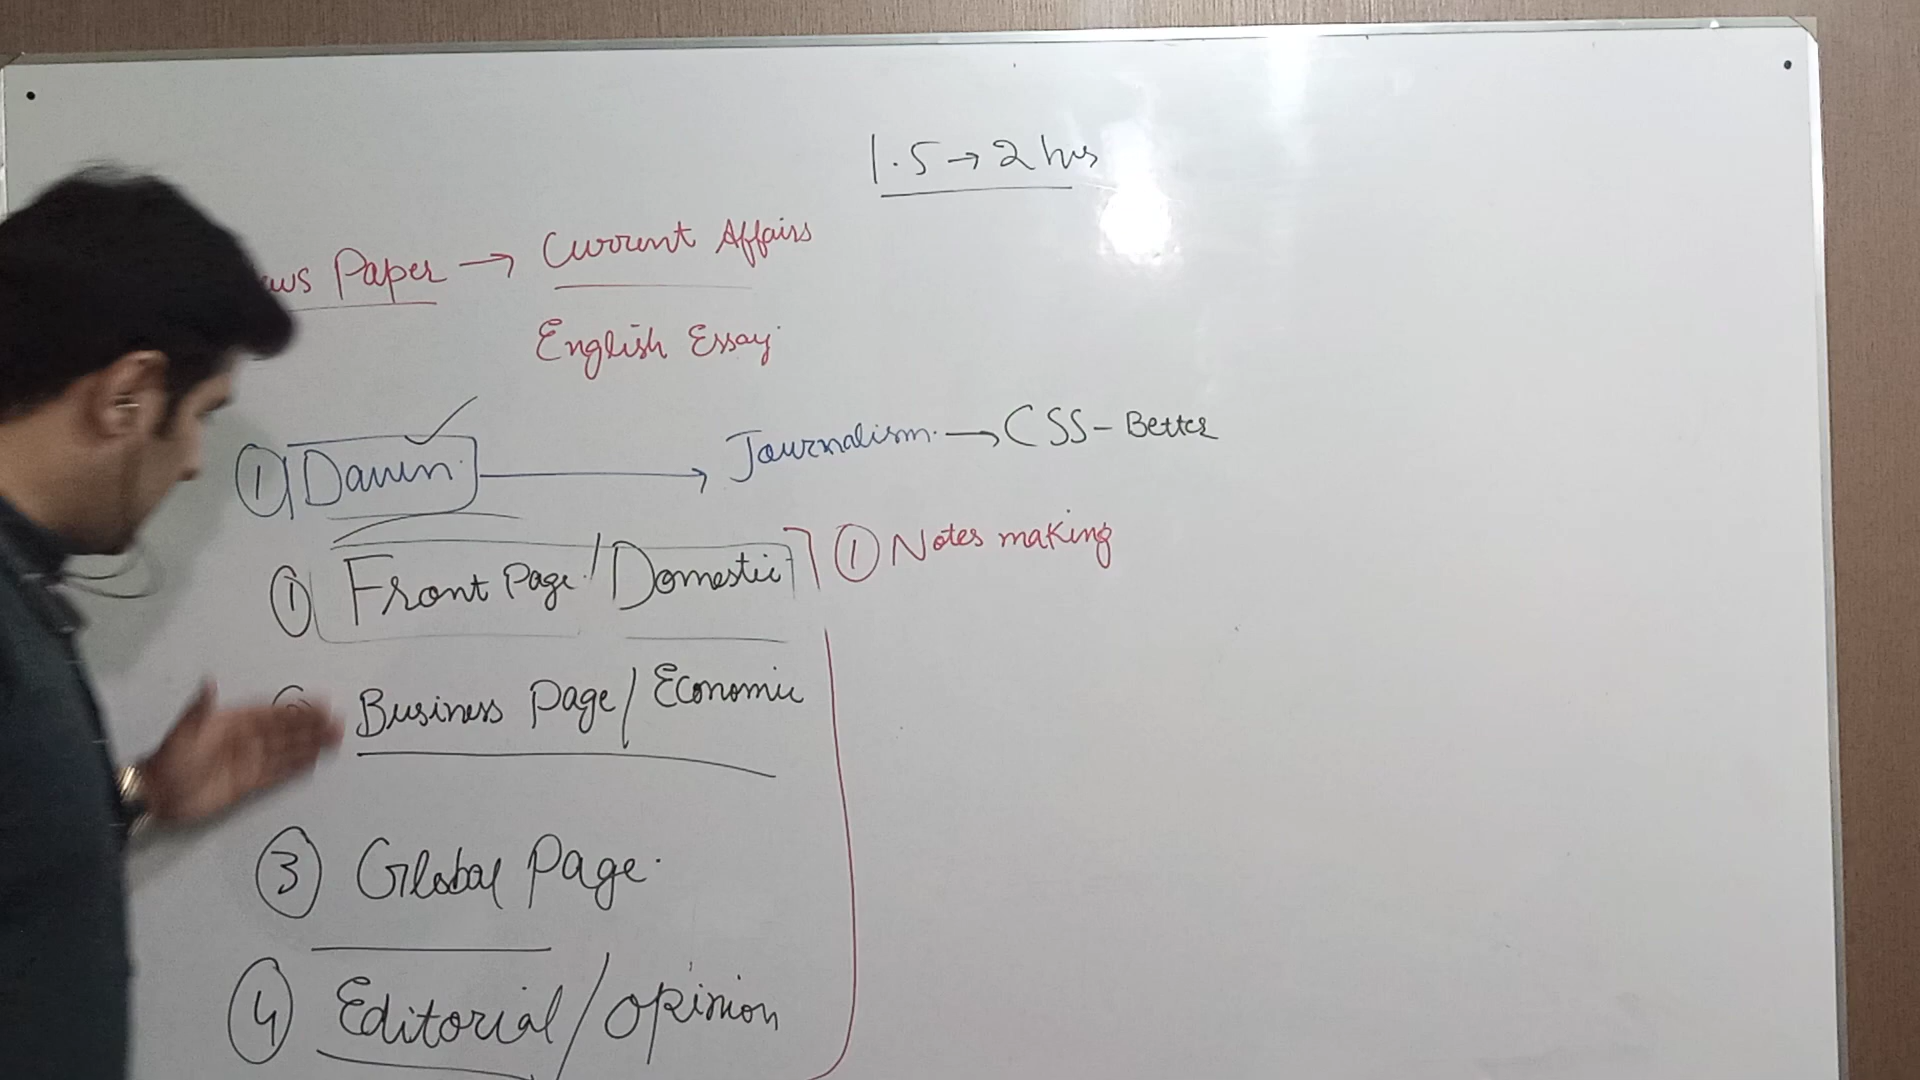 1.5 → 2 hrs
Paper → Current Affairs
English Essay
① Dawn → Journalism. → CSS - Better
① Front Page / Domestic ① Notes making
Business Page / Economic
③ Global Page.
④ Editorial / Opinion